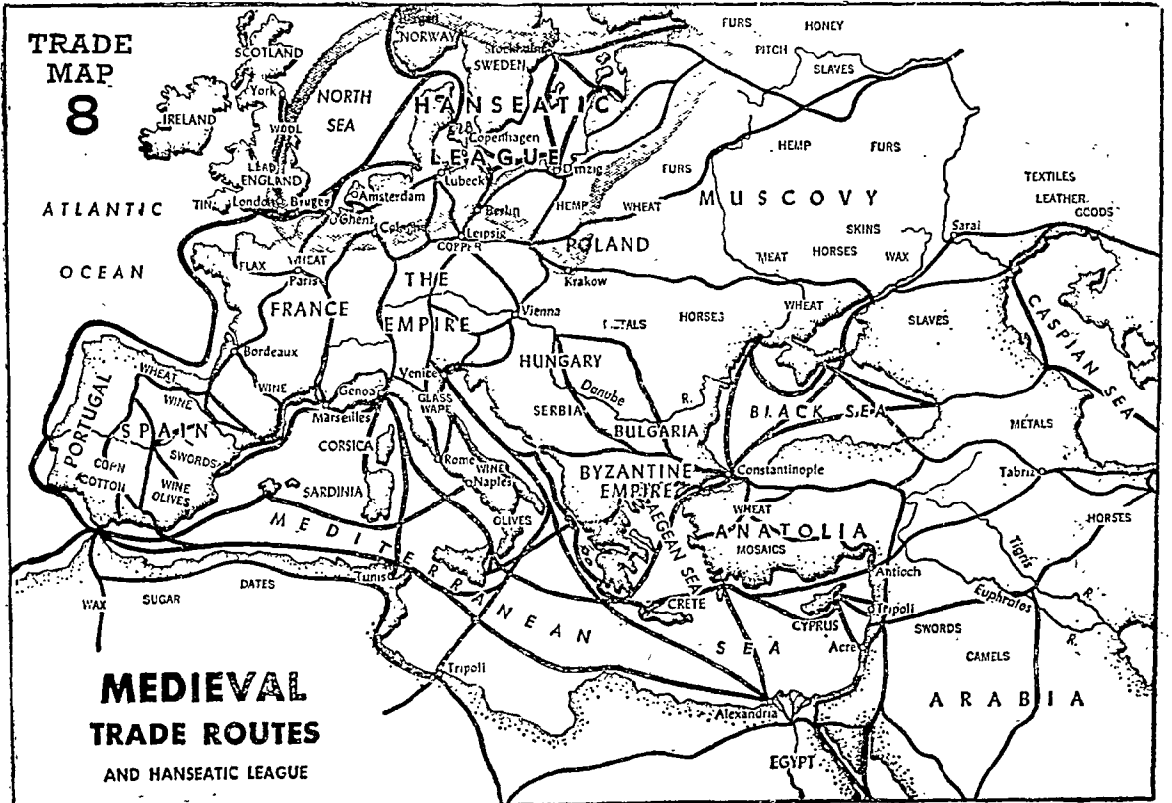 TRADE
MAP
8
NORWAY
Stockholm
SWEDEN
SCOTLAND
York
NORTH
SEA
IRELAND
WOOL
LEAD
ENGLAND
TIN
London
Bruges
Ghent
Amsterdam
HANSEATIC
LEAGUE
Copenhagen
Lubeck
Danzig
Berlin
Leipzig
COPPER
HEMP
WHEAT
FURS
FURS
HONEY
PITCH
SLAVES
HEMP
FURS
MUSCOVY
TEXTILES
LEATHER
GOODS
SKINS
Sarai
MEAT
HORSES
WAX
ATLANTIC
OCEAN
FLAX
WHEAT
Paris
FRANCE
THE
EMPIRE
POLAND
Krakow
Vienna
HORSES
WHEAT
SLAVES
CASPIAN SEA
HUNGARY
Danube
R.
SERBIA
BULGARIA
BLACK SEA
METALS
Bordeaux
WINE
Genoa
Marseilles
Venice
GLASS
CORSICA
PORTUGAL
WHEAT
WINE
SPAIN
SWORDS
COTTON
WINE
OLIVES
SARDINIA
Rome
WINE
Naples
OLIVES
BYZANTINE
EMPIRE
Constantinople
WHEAT
ANATOLIA
MOSAICS
AEGEAN SEA
Tabriz
HORSES
Tigris
R.
Euphrates
R.
MEDITERRANEAN SEA
Tunis
DATES
SUGAR
WAX
CRETE
CYPRUS
Antioch
Tripoli
Acre
SWORDS
CAMELS
ARABIA
Tripoli
Alexandria
EGYPT
MEDIEVAL
TRADE ROUTES
AND HANSEATIC LEAGUE